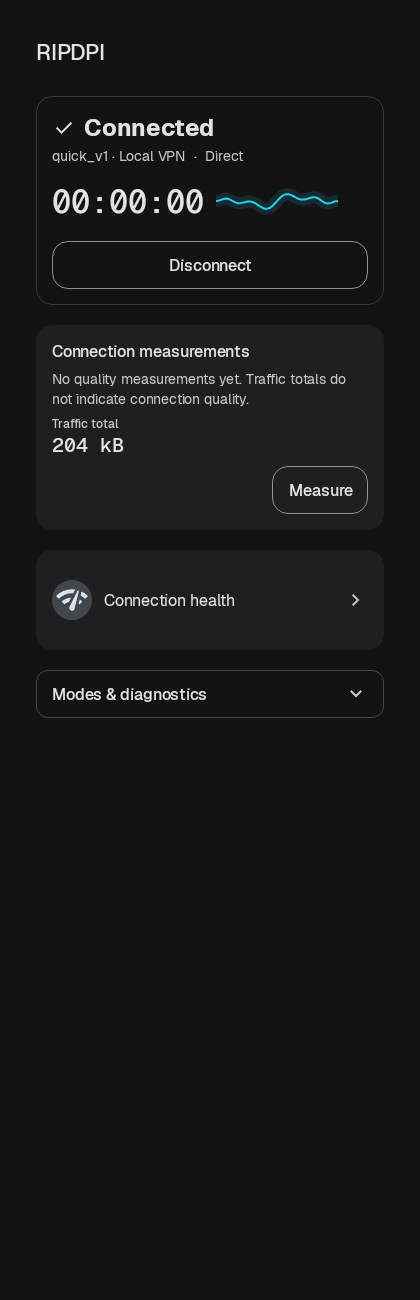 RIPDPI
Connected
quick_v1 · Local VPN · Direct
00:00:00
Disconnect
Connection measurements
No quality measurements yet. Traffic totals do
not indicate connection quality.
Traffic total
204 kB
Measure
Connection health
Modes & diagnostics